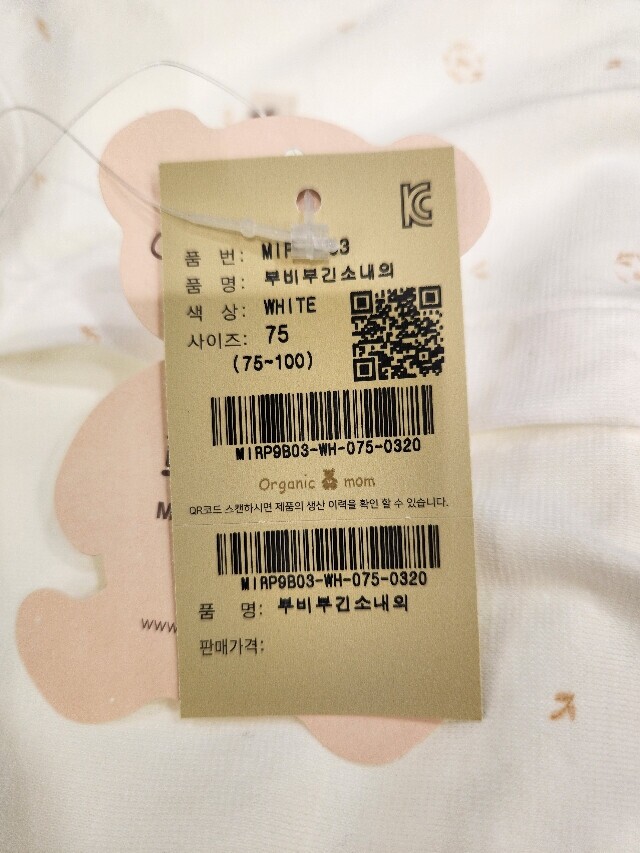 KC
품 번:
품 명: 부비부긴소내의
색 상: WHITE
사이즈: 75
(75~100)
MIRP9B03-WH-075-0320
Organic mom
QR코드 스캔하시면 제품의 생산 이력을 확인 할 수 있습니다.
MIRP9B03-WH-075-0320
품 명: 부비부긴소내의
판매가격:
www